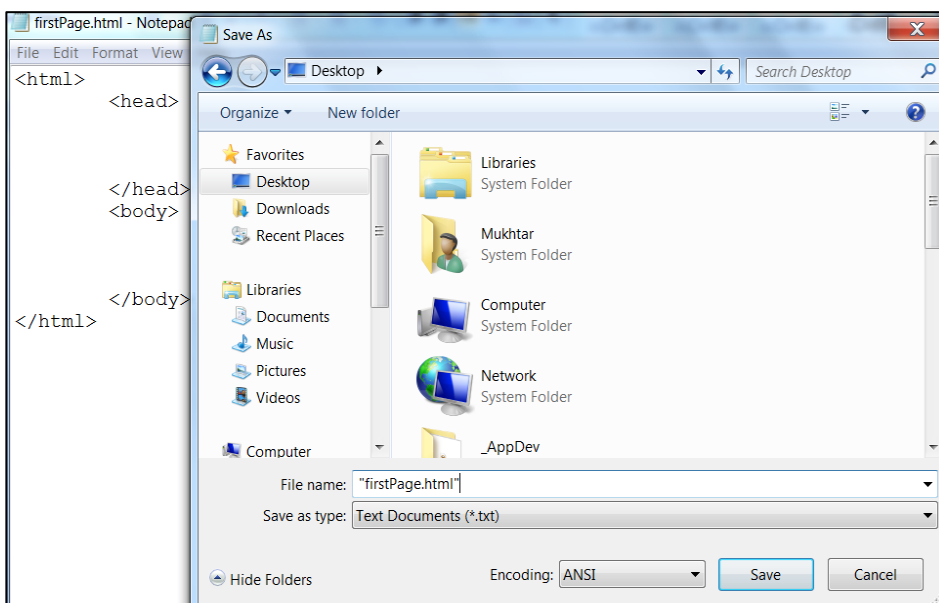 firstPage.html - Notepad
File Edit Format View
<html>
<head>
</head>
<body>
</body>
</html>
Save As
Desktop
Search Desktop
Organize
New folder
Favorites
Desktop
Downloads
Recent Places
Libraries
Documents
Music
Pictures
Videos
Computer
Libraries
System Folder
Mukhtar
System Folder
Computer
System Folder
Network
System Folder
_AppDev
File name: "firstPage.html"
Save as type: Text Documents (*.txt)
Hide Folders
Encoding: ANSI
Save
Cancel